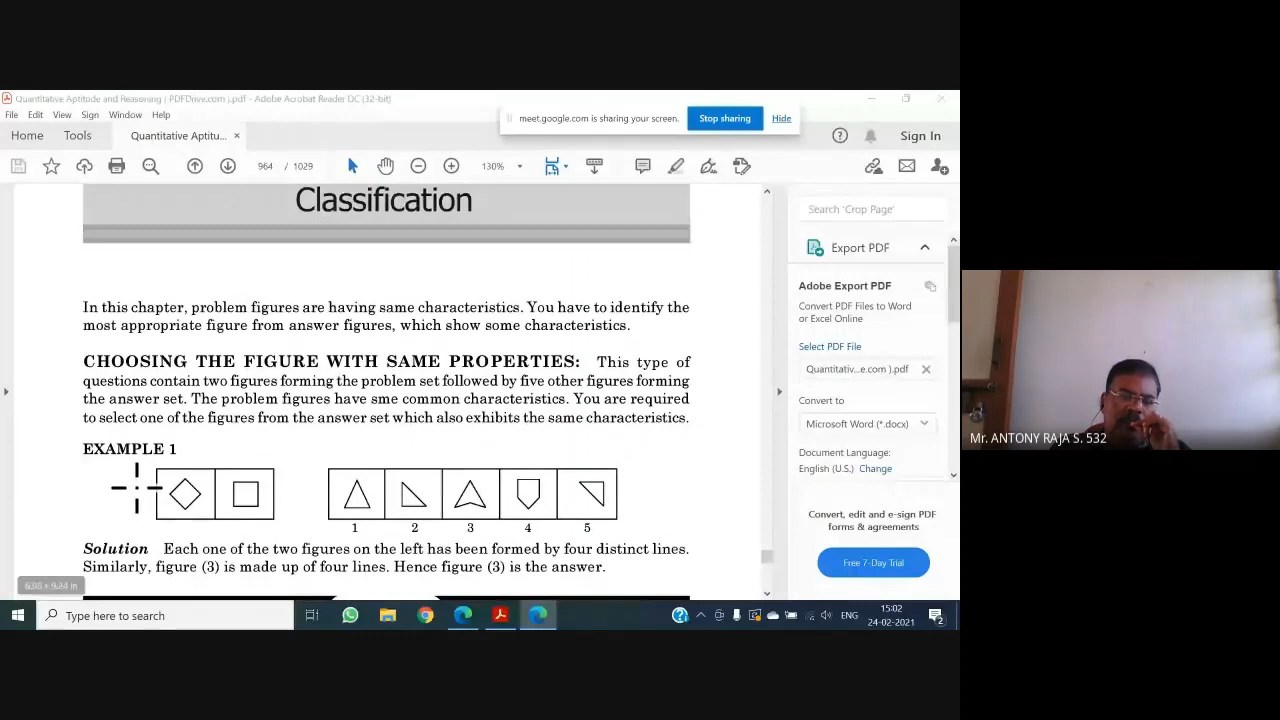 Quantitative Aptitude and Reasoning ( PDFDrive.com ).pdf - Adobe Acrobat Reader DC (32-bit)
File Edit View Sign Window Help
meet.google.com is sharing your screen. Stop sharing Hide
Home Tools Quantitative Aptitu... × Sign In
964 / 1029 130%
Classification
In this chapter, problem figures are having same characteristics. You have to identify the
most appropriate figure from answer figures, which show some characteristics.
CHOOSING THE FIGURE WITH SAME PROPERTIES: This type of
questions contain two figures forming the problem set followed by five other figures forming
the answer set. The problem figures have sme common characteristics. You are required
to select one of the figures from the answer set which also exhibits the same characteristics.
EXAMPLE 1
1 2 3 4 5
Solution Each one of the two figures on the left has been formed by four distinct lines.
Similarly, figure (3) is made up of four lines. Hence figure (3) is the answer.
Search 'Crop Page'
Export PDF
Adobe Export PDF
Convert PDF Files to Word
or Excel Online
Select PDF File
Quantitativ...e.com ).pdf
Convert to
Microsoft Word (*.docx)
Document Language:
English (U.S.) Change
Convert, edit and e-sign PDF
forms & agreements
Free 7-Day Trial
Type here to search
ENG
15:02
24-02-2021
2
Mr. ANTONY RAJA S. 532